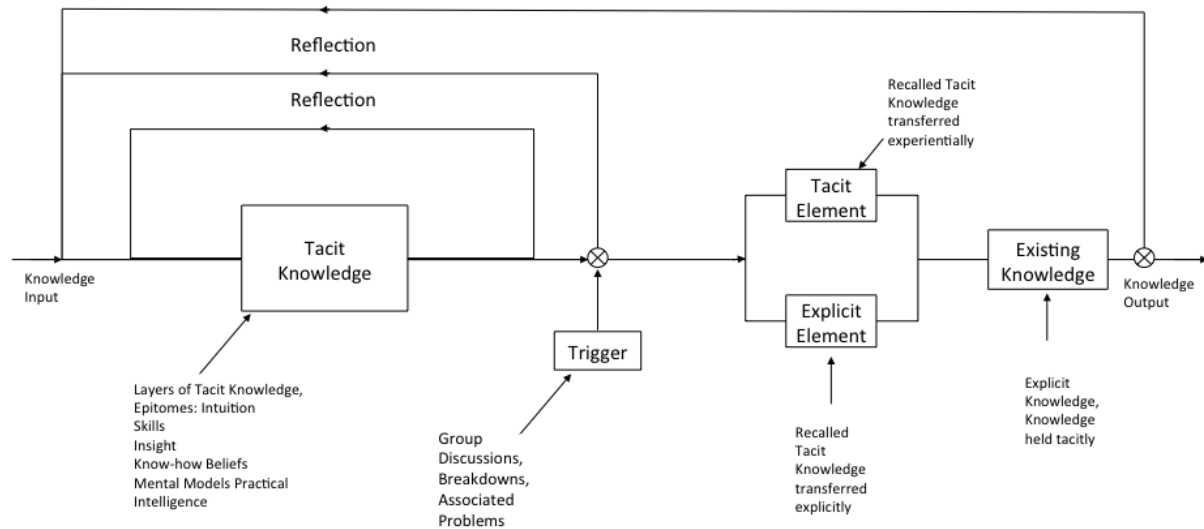 Reflection
Reflection
Recalled Tacit
Knowledge
transferred
experientially
Tacit
Element
Tacit
Knowledge
Existing
Knowledge
Knowledge
Input
Knowledge
Output
Explicit
Element
Trigger
Layers of Tacit Knowledge,
Epitomes: Intuition
Skills
Insight
Know-how Beliefs
Mental Models Practical
Intelligence
Group
Discussions,
Breakdowns,
Associated
Problems
Recalled
Tacit
Knowledge
transferred
explicitly
Explicit
Knowledge,
Knowledge
held tacitly